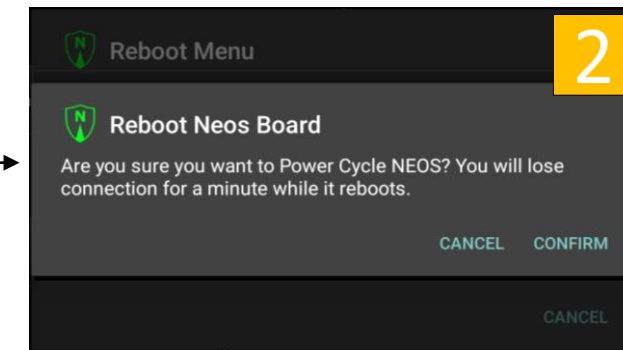 N Reboot Menu
2
N Reboot Neos Board
Are you sure you want to Power Cycle NEOS? You will lose
connection for a minute while it reboots.
CANCEL CONFIRM
CANCEL